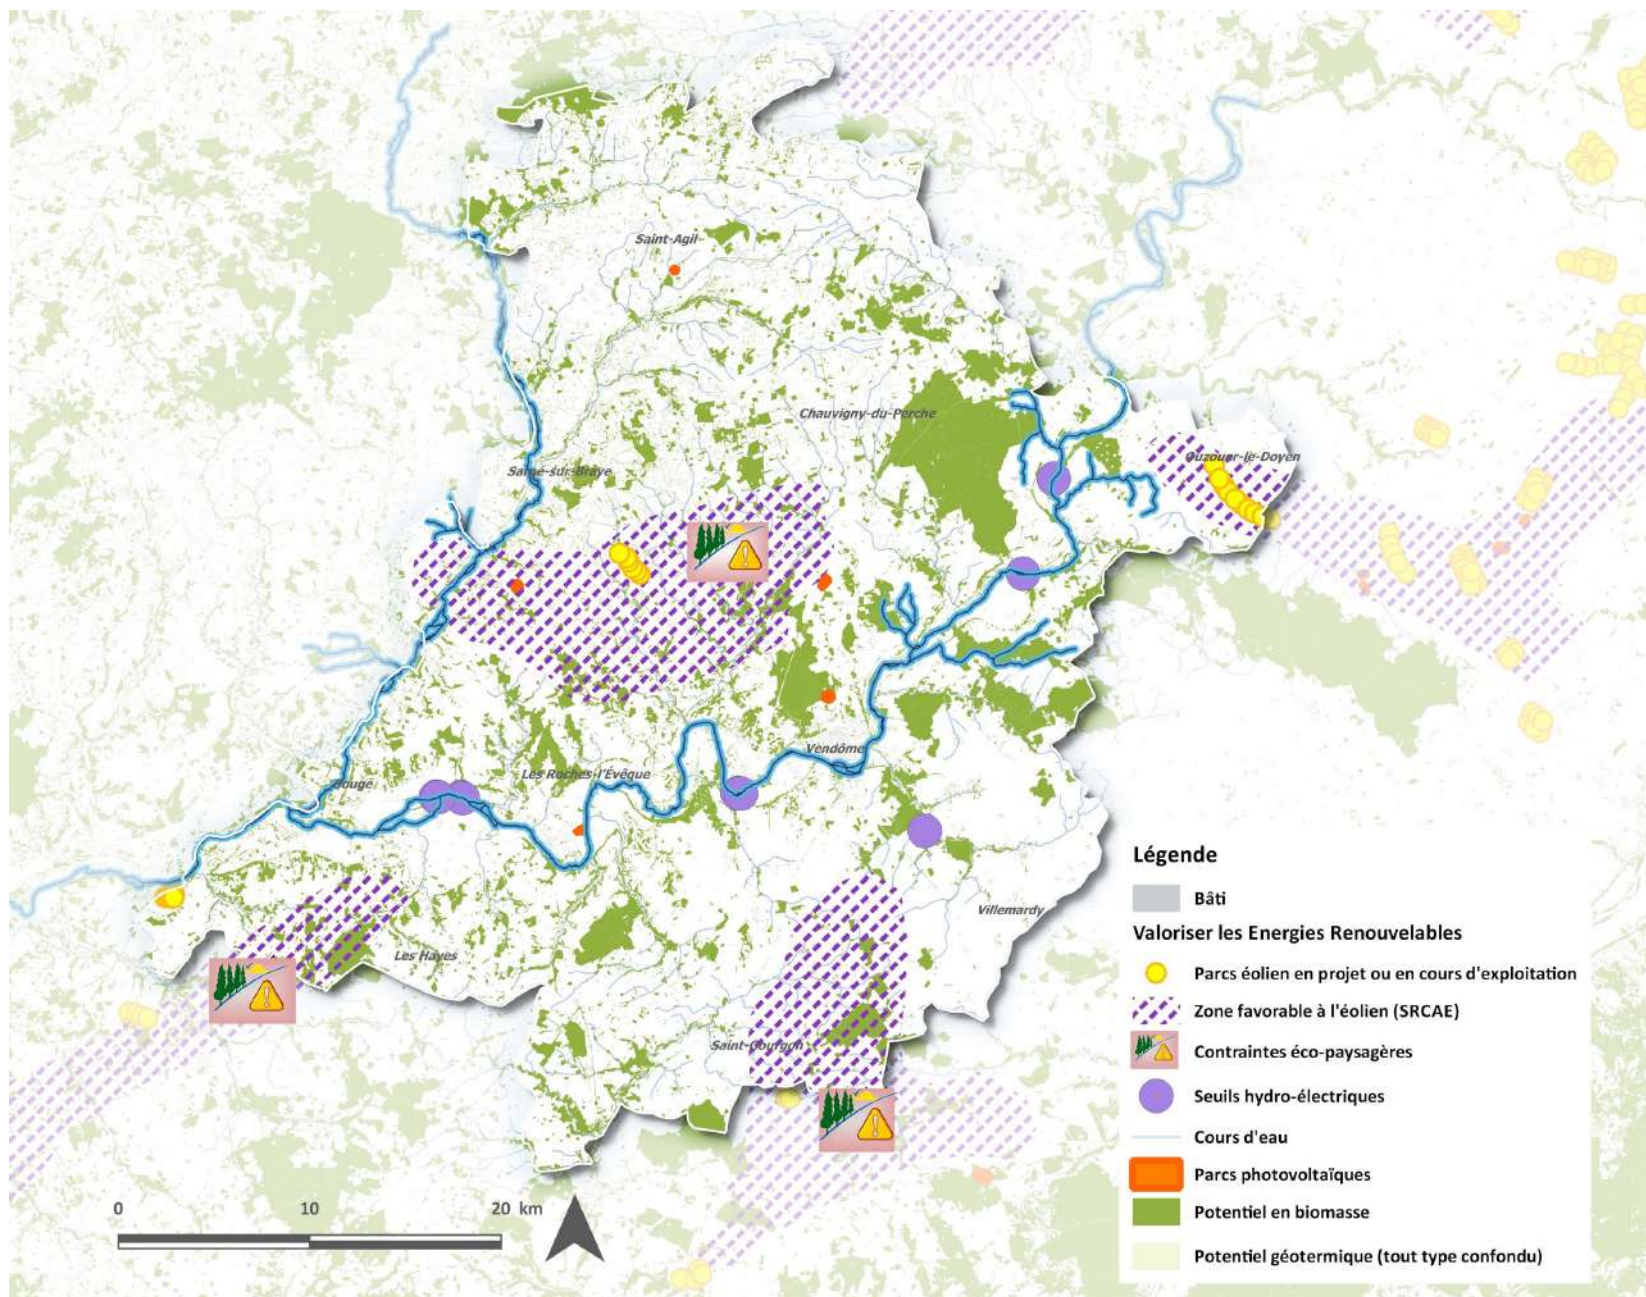 Saint-Agil
Chauvigny-du-Perche
Sargé-sur-Braye
Ouzouer-le-Doyen
Vendôme
Les Roches-l'Évêque
Villemardy
Les Hayes
Saint-Gourgon
0 10 20 km
Légende
Bâti
Valoriser les Energies Renouvelables
Parcs éolien en projet ou en cours d'exploitation
Zone favorable à l'éolien (SRCAE)
Contraintes éco-paysagères
Seuils hydro-électriques
Cours d'eau
Parcs photovoltaïques
Potentiel en biomasse
Potentiel géotermique (tout type confondu)